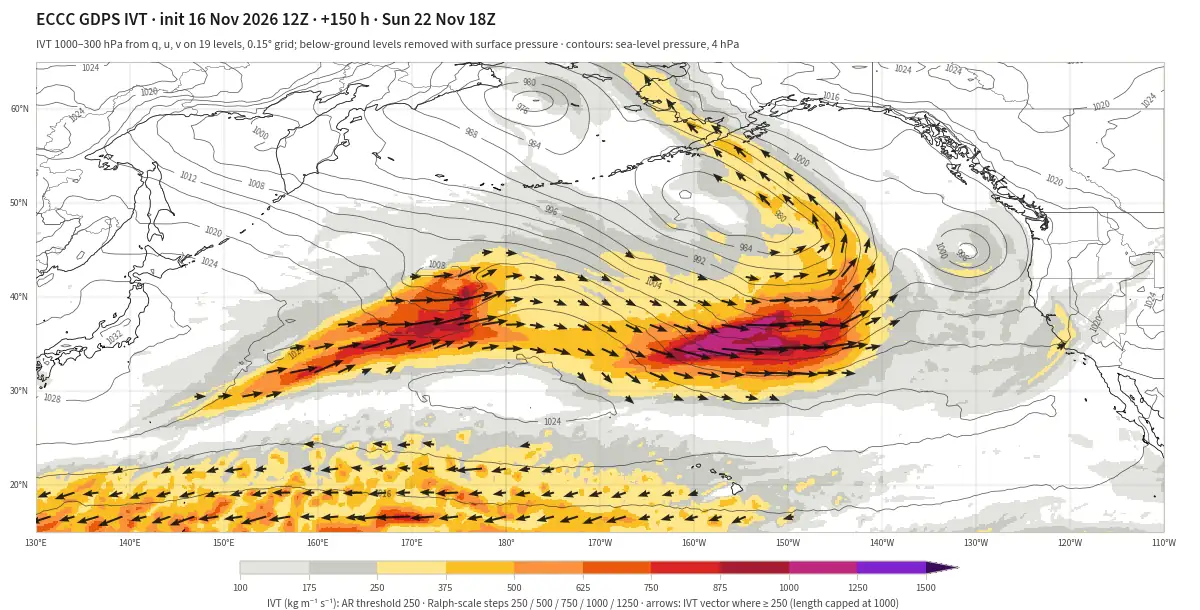 ECCC GDPS IVT · init 16 Nov 2026 12Z · +150 h · Sun 22 Nov 18Z
IVT 1000–300 hPa from q, u, v on 19 levels, 0.15° grid; below-ground levels removed with surface pressure · contours: sea-level pressure, 4 hPa
1024
980
1024
1024
1020
1016
1024
1020
1024
976
60°N
1000
988
984
1000
1012
1008
1020
50°N
996
980
1020
984
1000
996
1024
1008
992
1004
40°N
1024
1020
1032
30°N
1028
1024
20°N
1016
130°E
140°E
150°E
160°E
170°E
180°
170°W
160°W
150°W
140°W
130°W
120°W
110°W
100
175
250
375
500
625
750
875
1000
1250
1500
IVT (kg m⁻¹ s⁻¹): AR threshold 250 · Ralph-scale steps 250 / 500 / 750 / 1000 / 1250 · arrows: IVT vector where ≥ 250 (length capped at 1000)